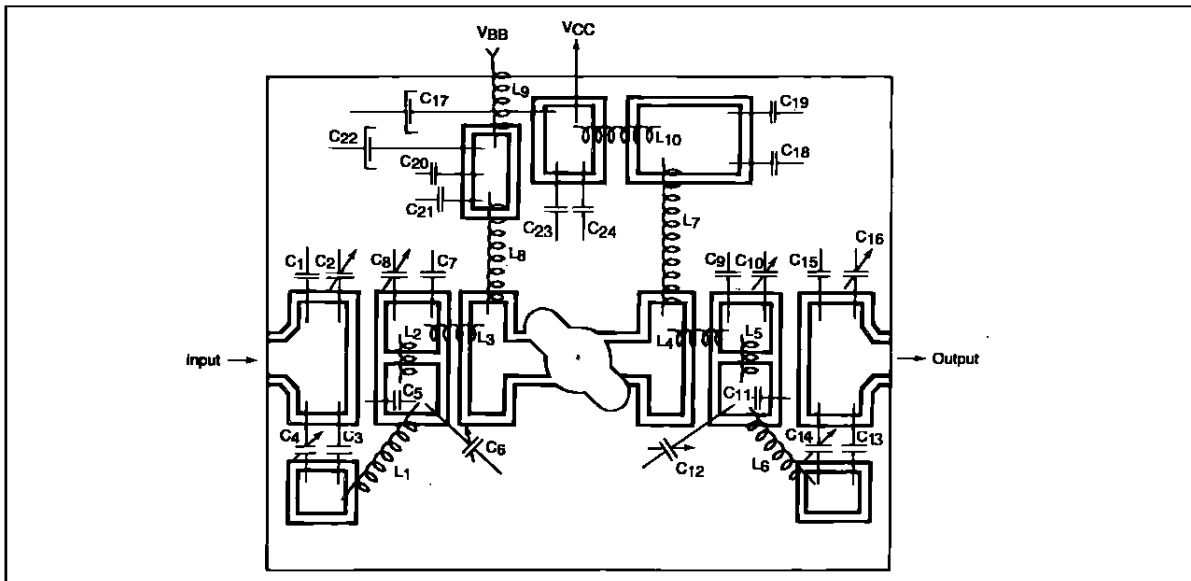 VBB
VCC
L9
C17
C19
C22
L10
C20
C18
C21
C23
C24
L7
L8
C1
C2
C8
C7
C9
C10
C15
C16
L2
L3
L4
L5
Input
Output
C5
C11
C4
C3
C6
C12
C14
C13
L1
L6